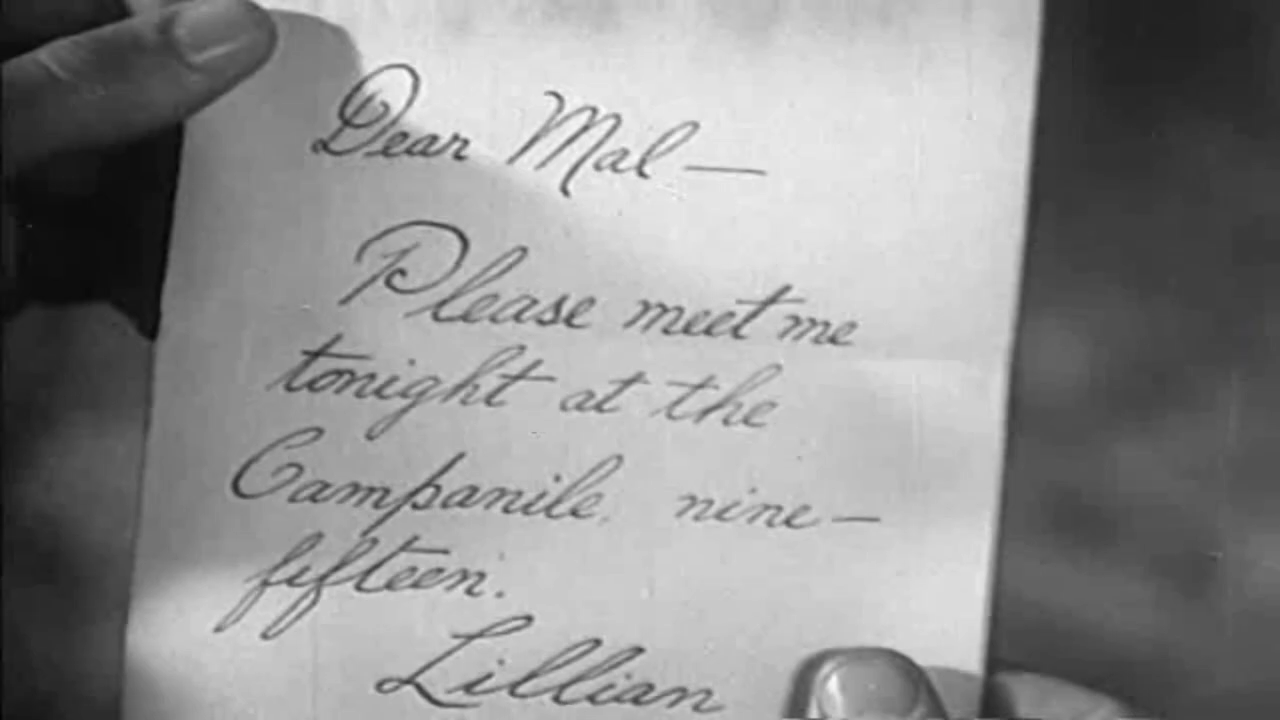 Dear Mal—
Please meet me
tonight at the
Campanile, nine—
fifteen.
Lillian